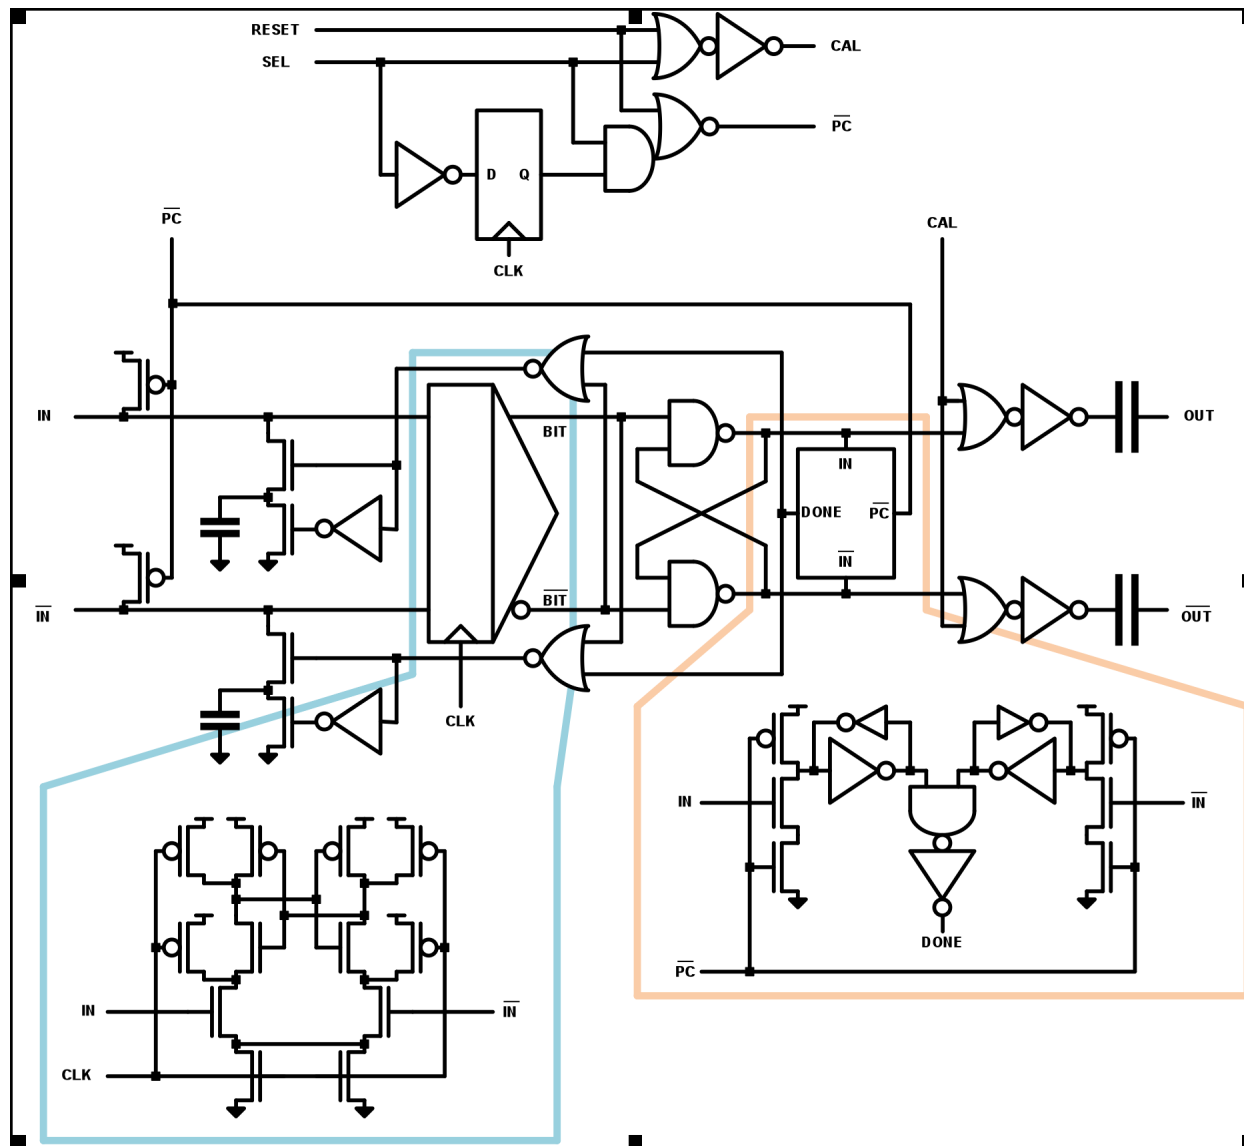 RESET
CAL
SEL
PC
D Q
CLK
PC
CAL
IN
OUT
BIT
IN
DONE PC
IN
BIT
IN
OUT
CLK
IN
IN
DONE
PC
IN
IN
CLK